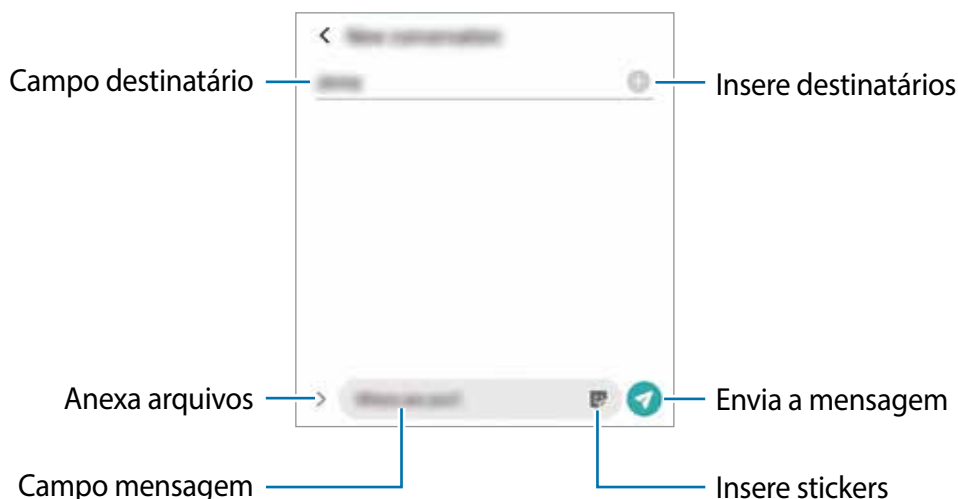 Campo destinatário
Insere destinatários
Anexa arquivos
Envia a mensagem
Campo mensagem
Insere stickers